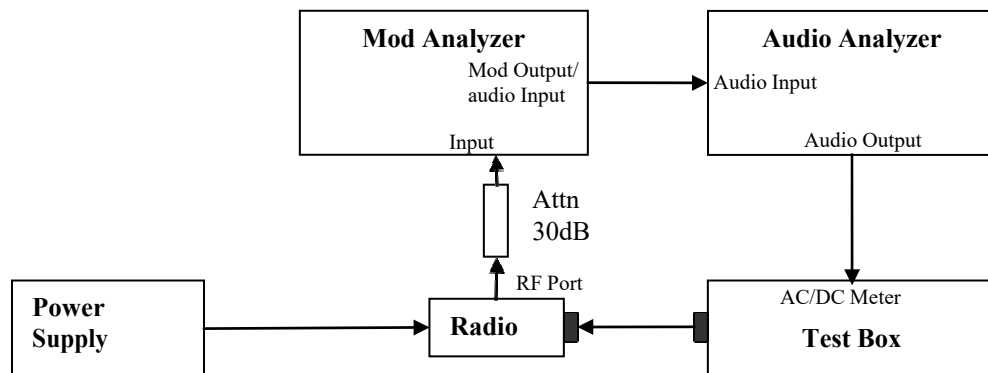 Mod Analyzer
Mod Output/
audio Input
Input
Audio Analyzer
Audio Input
Audio Output
Attn
30dB
RF Port
Power
Supply
Radio
AC/DC Meter
Test Box